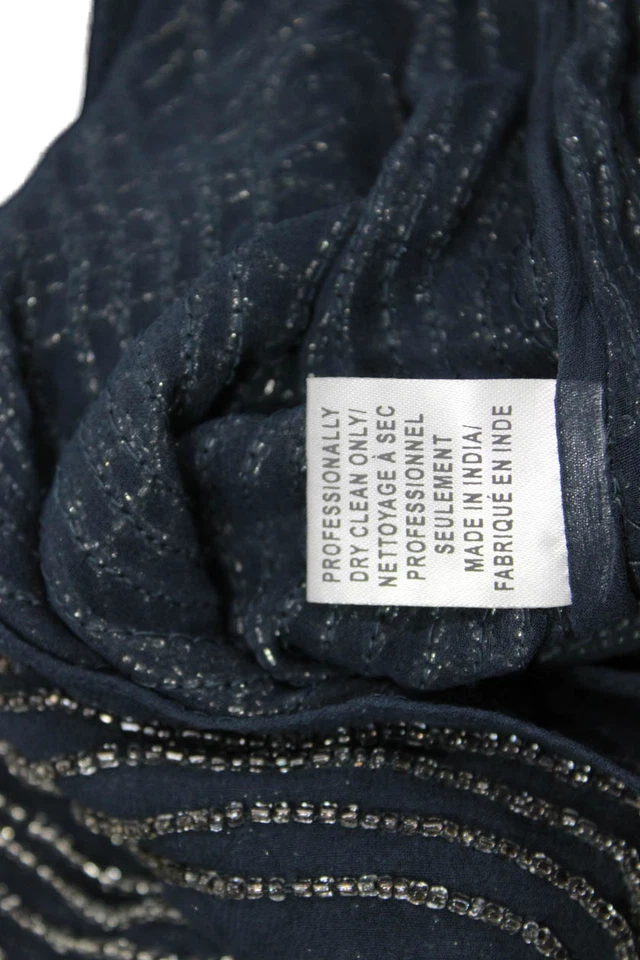 PROFESSIONALLY
DRY CLEAN ONLY/
NETTOYAGE À SEC
PROFESSIONNEL
SEULEMENT
MADE IN INDIA/
FABRIQUÉ EN INDE